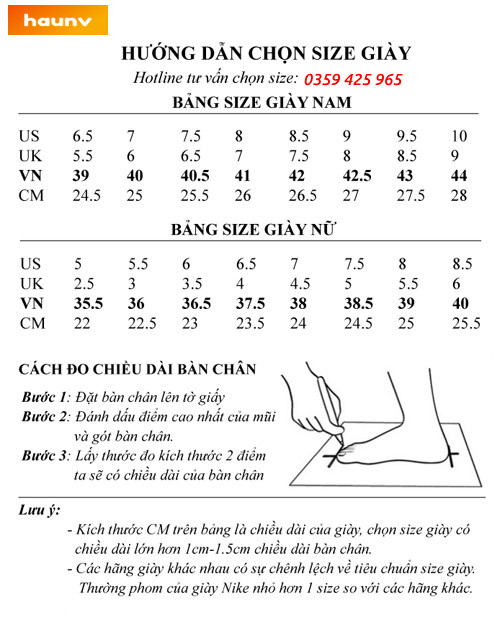 haunv
HƯỚNG DẪN CHỌN SIZE GIÀY
Hotline tư vấn chọn size: 0359 425 965
BẢNG SIZE GIÀY NAM
US 6.5 7 7.5 8 8.5 9 9.5 10
UK 5.5 6 6.5 7 7.5 8 8.5 9
VN 39 40 40.5 41 42 42.5 43 44
CM 24.5 25 25.5 26 26.5 27 27.5 28
BẢNG SIZE GIÀY NỮ
US 5 5.5 6 6.5 7 7.5 8 8.5
UK 2.5 3 3.5 4 4.5 5 5.5 6
VN 35.5 36 36.5 37.5 38 38.5 39 40
CM 22 22.5 23 23.5 24 24.5 25 25.5
CÁCH ĐO CHIỀU DÀI BÀN CHÂN
Bước 1: Đặt bàn chân lên tờ giấy
Bước 2: Đánh dấu điểm cao nhất của mũi
và gót bàn chân.
Bước 3: Lấy thước đo kích thước 2 điểm
ta sẽ có chiều dài của bàn chân
Lưu ý:
- Kích thước CM trên bảng là chiều dài của giày, chọn size giày có
chiều dài lớn hơn 1cm-1.5cm chiều dài bàn chân.
- Các hãng giày khác nhau có sự chênh lệch về tiêu chuẩn size giày.
Thường phom của giày Nike nhỏ hơn 1 size so với các hãng khác.